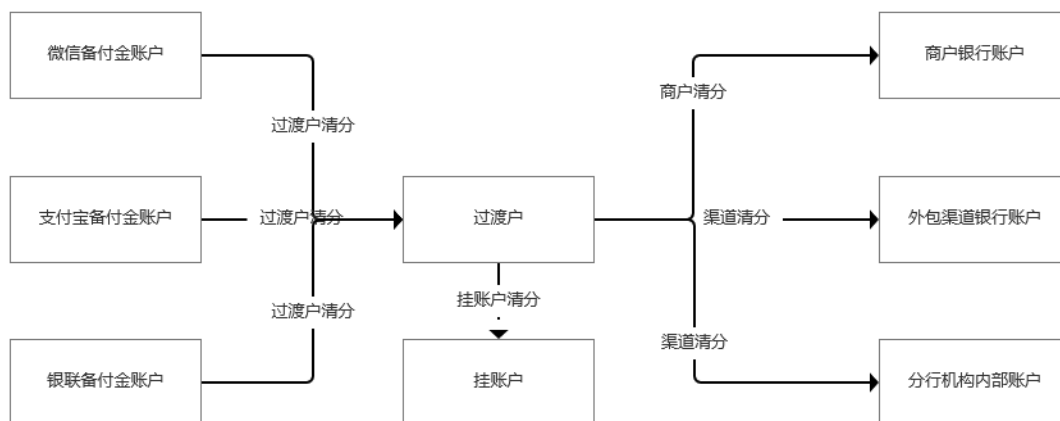 微信备付金账户
商户银行账户
商户清分
过渡户清分
支付宝备付金账户
过渡户清分
过渡户
渠道清分
外包渠道银行账户
挂账户清分
过渡户清分
渠道清分
银联备付金账户
挂账户
分行机构内部账户